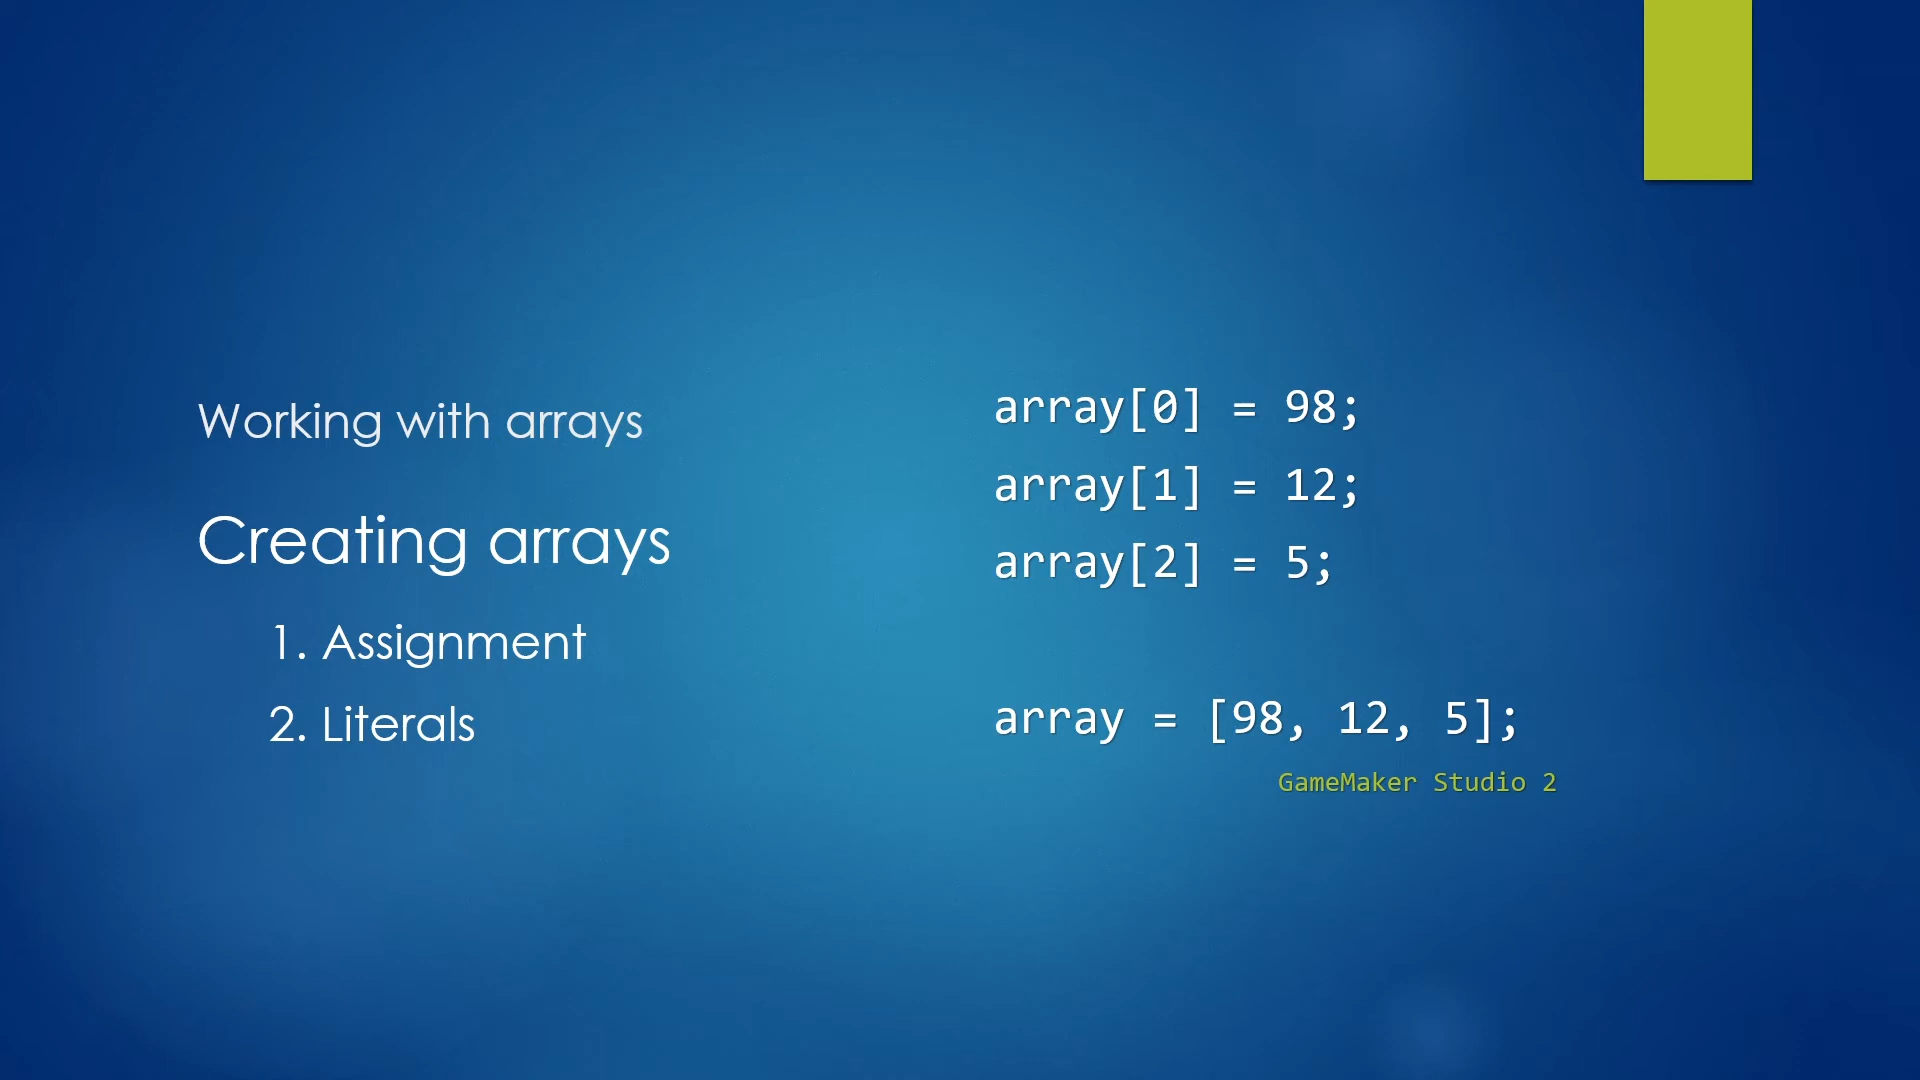 Working with arrays
Creating arrays
1. Assignment
2. Literals
array[0] = 98;
array[1] = 12;
array[2] = 5;
array = [98, 12, 5];
GameMaker Studio 2